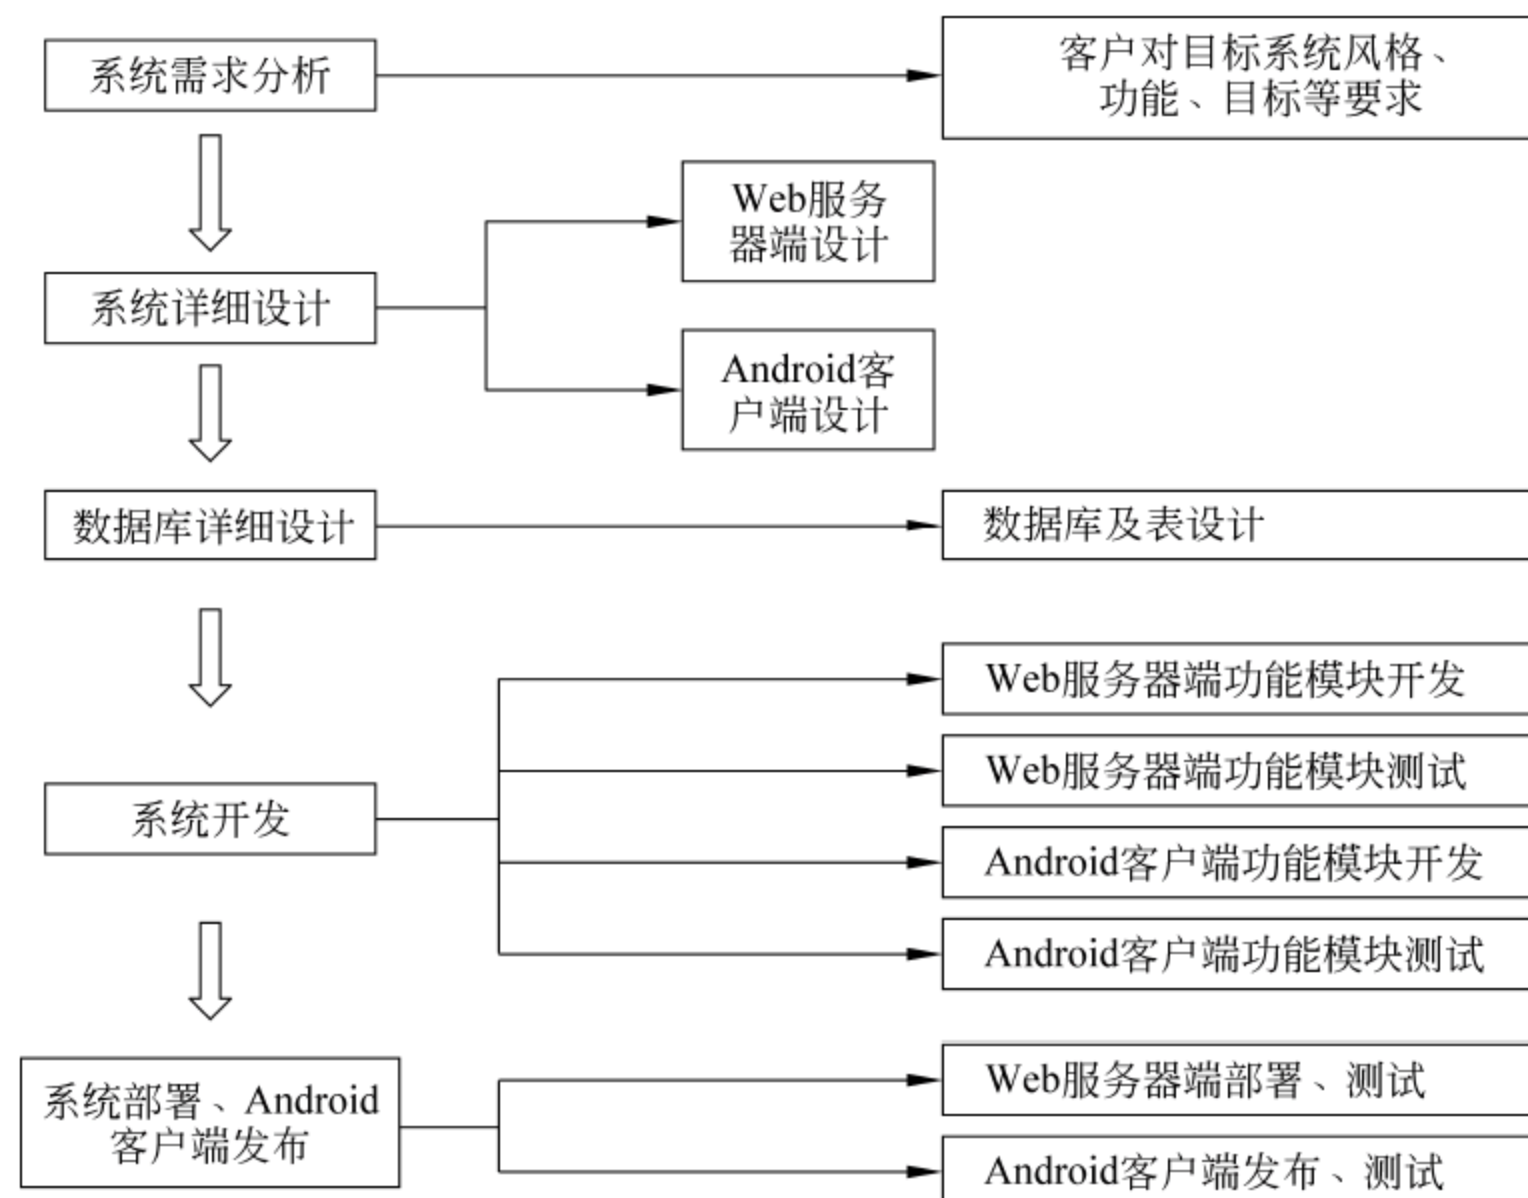 系统需求分析
客户对目标系统风格、
功能、目标等要求
Web服务
器端设计
系统详细设计
Android客
户端设计
数据库详细设计
数据库及表设计
Web服务器端功能模块开发
Web服务器端功能模块测试
系统开发
Android客户端功能模块开发
Android客户端功能模块测试
系统部署、Android
客户端发布
Web服务器端部署、测试
Android客户端发布、测试